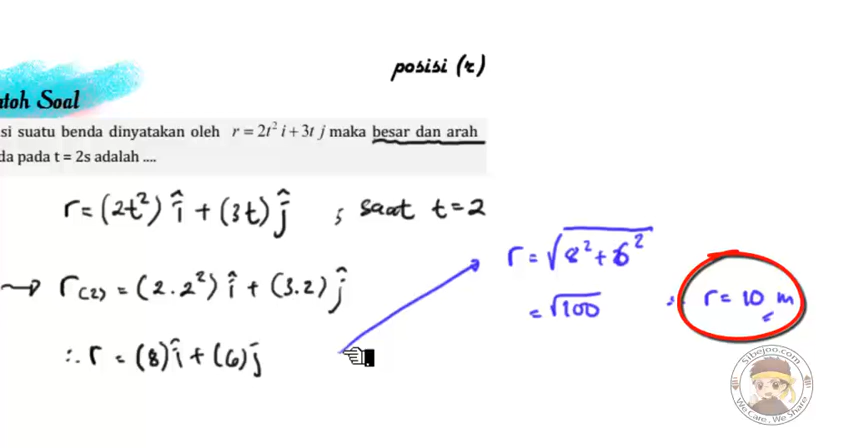 posisi (r)
ntoh Soal
si suatu benda dinyatakan oleh r = 2t² i + 3t j maka besar dan arah
da pada t = 2s adalah ....
r = (2t²) î + (3t) ĵ ; saat t = 2
→ r(2) = (2.2²) î + (3.2) ĵ
∴ r = (8) î + (6) ĵ
r = √8² + 6²
= √100
∴ r = 10 m
Sibejoo.com
We Care, We Share